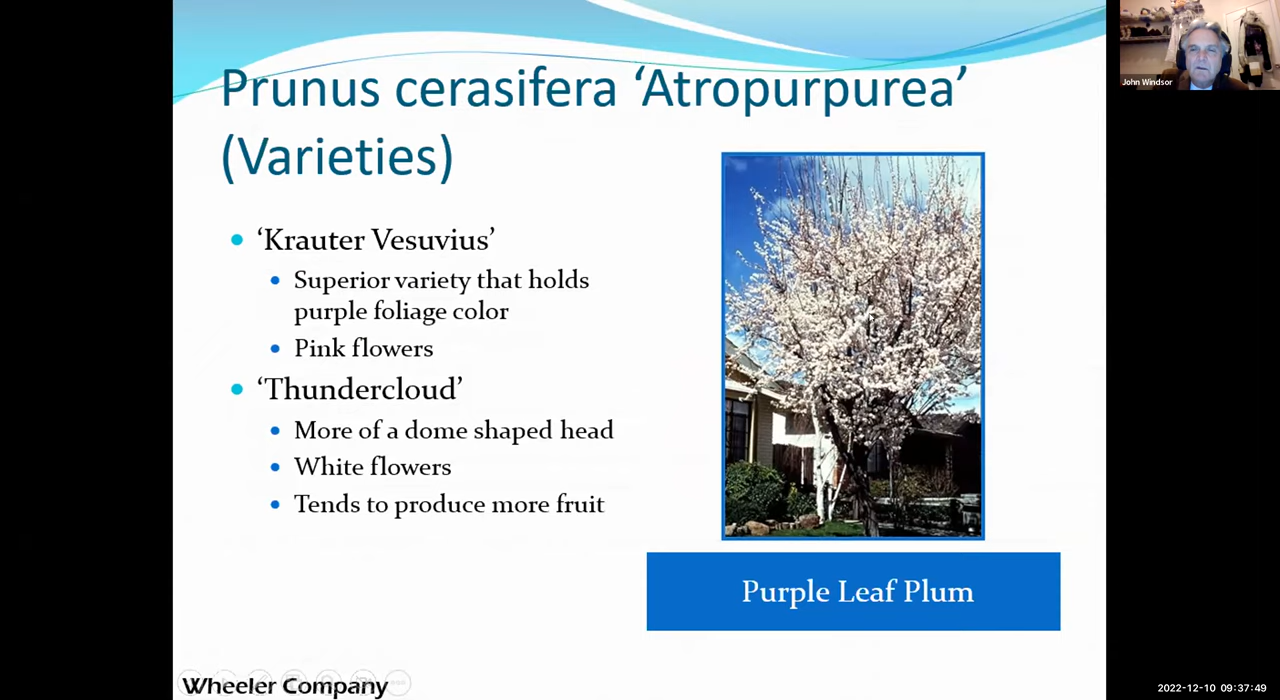 Prunus cerasifera ‘Atropurpurea’
(Varieties)
‘Krauter Vesuvius’
Superior variety that holds
purple foliage color
Pink flowers
‘Thundercloud’
More of a dome shaped head
White flowers
Tends to produce more fruit
Purple Leaf Plum
Wheeler Company
John Windsor
2022-12-10 09:37:49